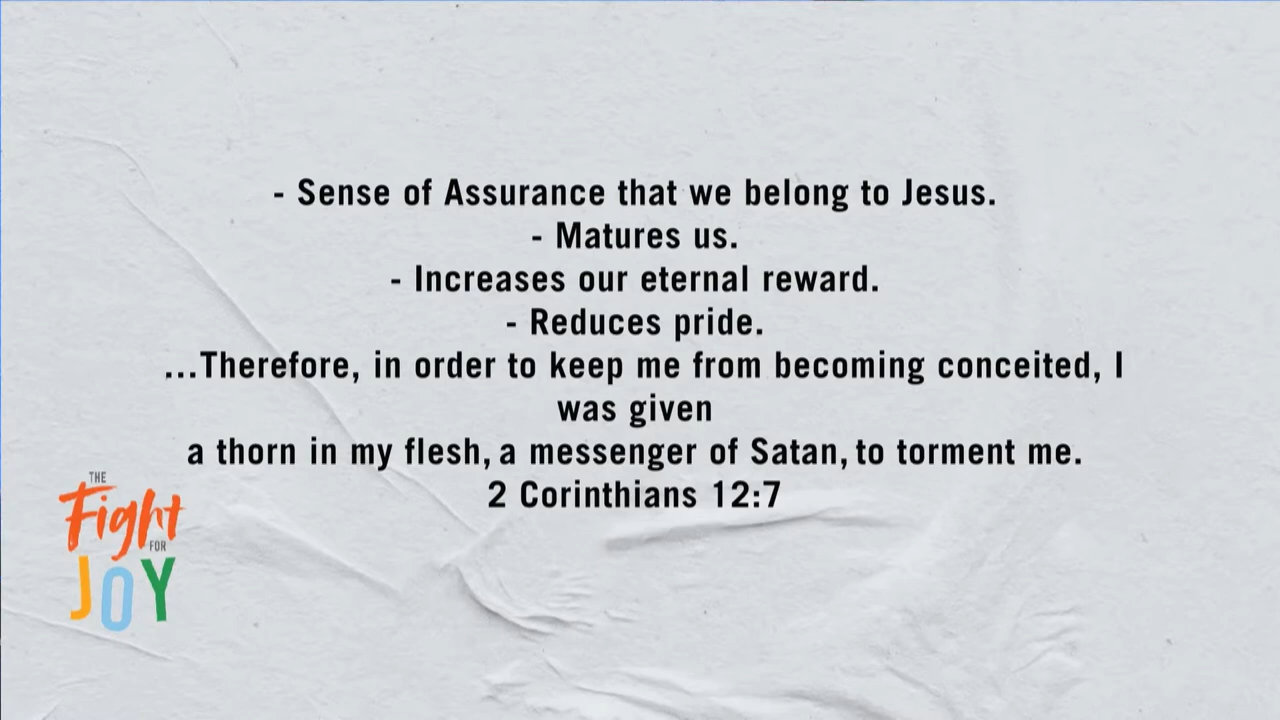 - Sense of Assurance that we belong to Jesus.
- Matures us.
- Increases our eternal reward.
- Reduces pride.
...Therefore, in order to keep me from becoming conceited, I
was given
a thorn in my flesh, a messenger of Satan, to torment me.
2 Corinthians 12:7
THE
Fight
FOR
JOY